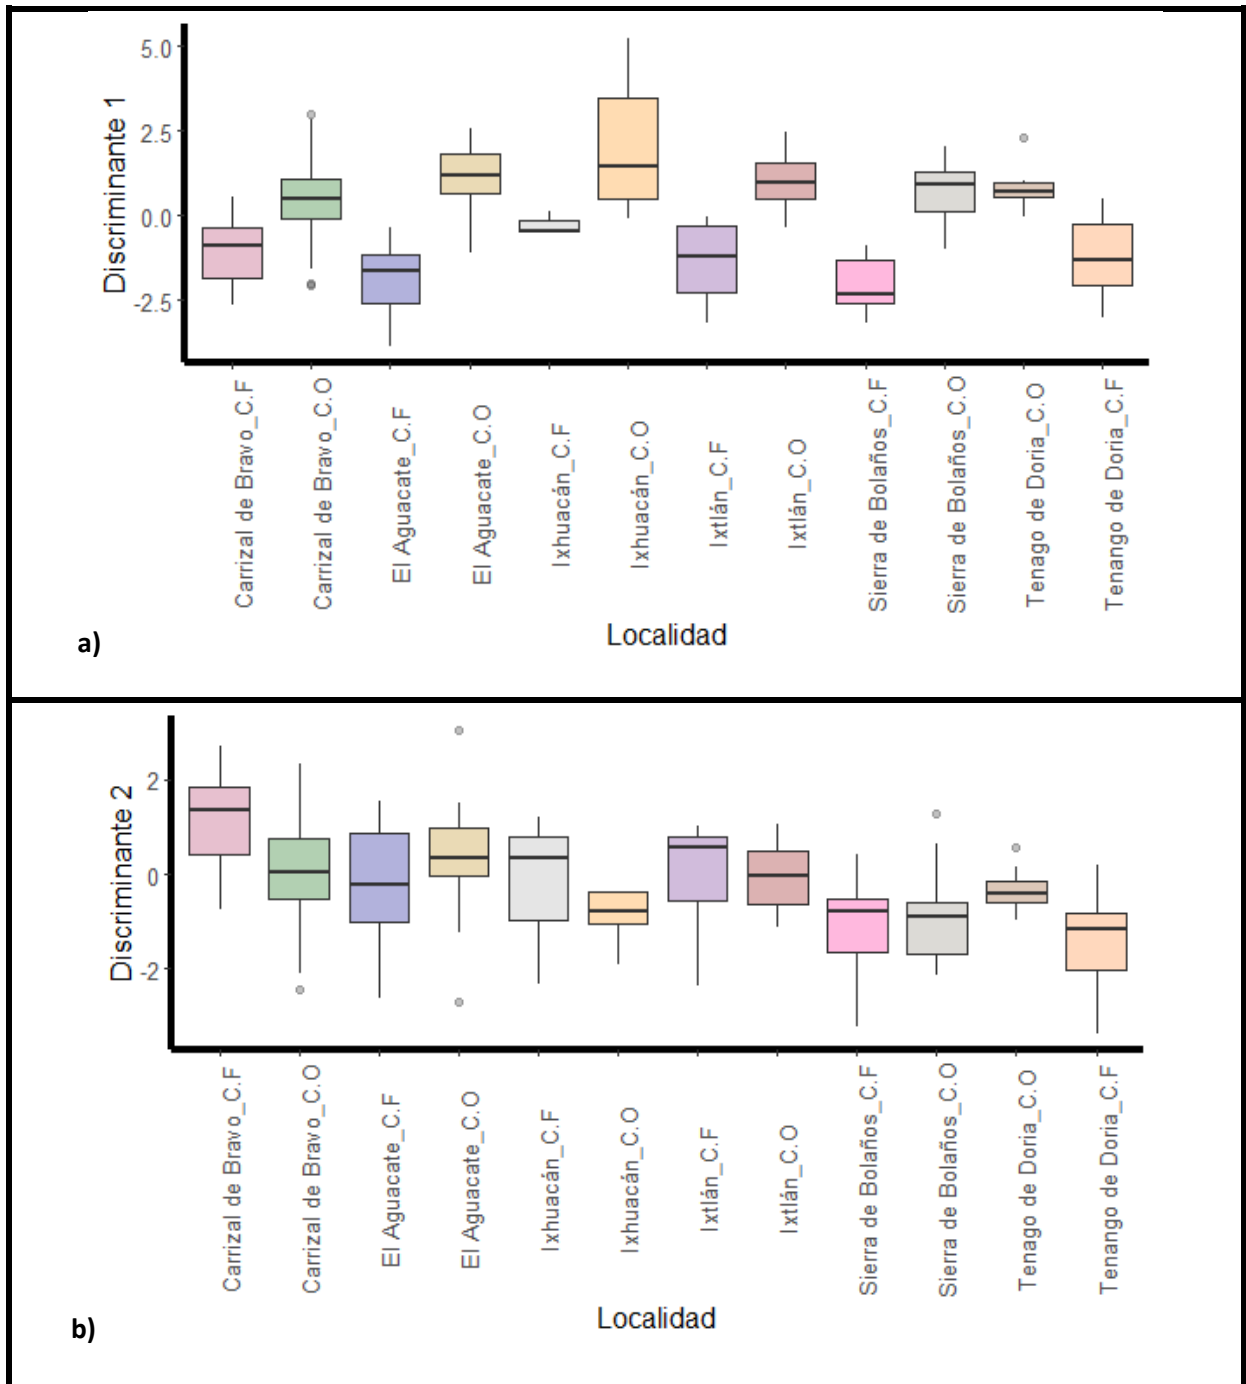 Discriminante 1
5.0
2.5
0.0
-2.5
Carrizal de Bravo_C.F
Carrizal de Bravo_C.O
El Aguacate_C.F
El Aguacate_C.O
Ixhuacán_C.F
Ixhuacán_C.O
Ixtlán_C.F
Ixtlán_C.O
Sierra de Bolaños_C.F
Sierra de Bolaños_C.O
Tenago de Doria_C.O
Tenango de Doria_C.F
Localidad
a)
Discriminante 2
2
0
-2
Carrizal de Bravo_C.F
Carrizal de Bravo_C.O
El Aguacate_C.F
El Aguacate_C.O
Ixhuacán_C.F
Ixhuacán_C.O
Ixtlán_C.F
Ixtlán_C.O
Sierra de Bolaños_C.F
Sierra de Bolaños_C.O
Tenago de Doria_C.O
Tenango de Doria_C.F
Localidad
b)